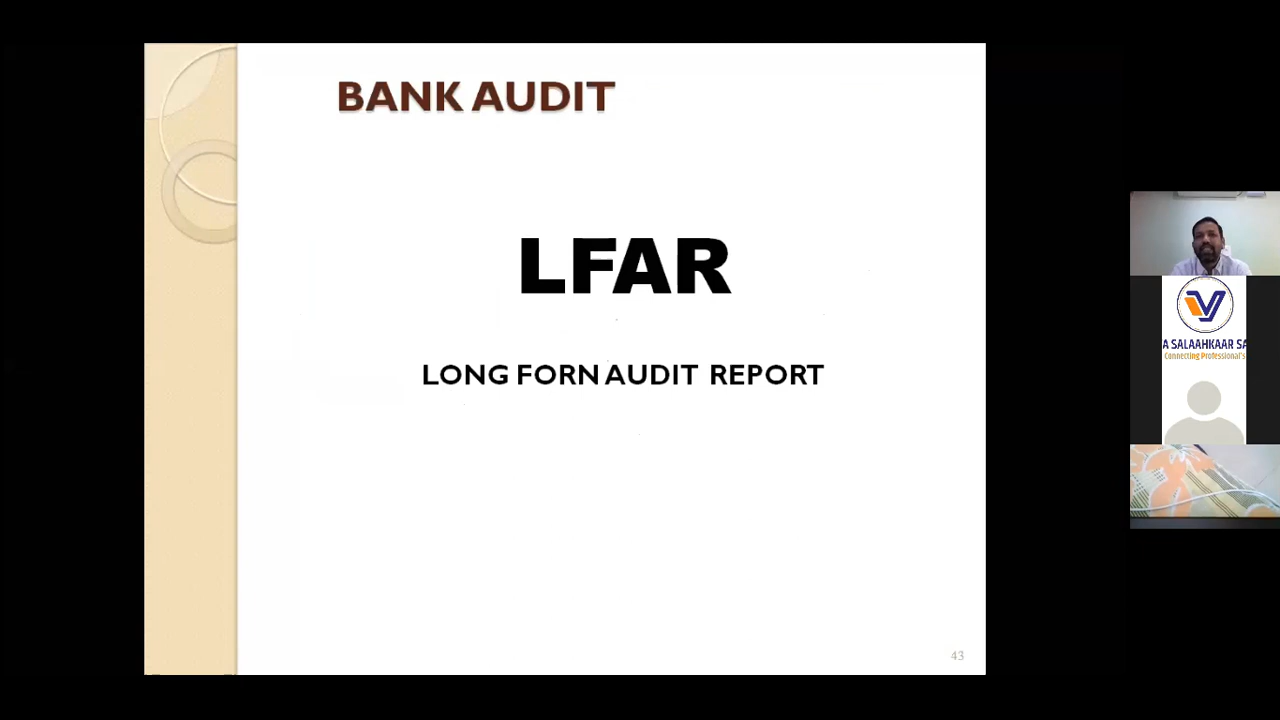 BANK AUDIT
LFAR
LONG FORN AUDIT REPORT
43
A SALAAHKAAR SA
Connecting Professional's